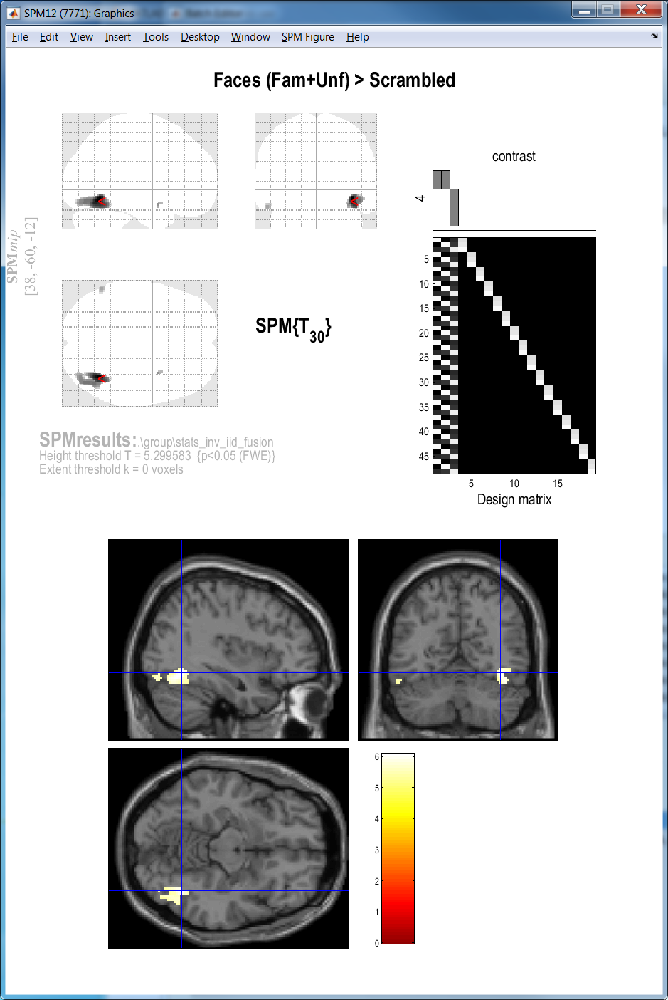 SPM12 (7771): Graphics
File Edit View Insert Tools Desktop Window SPM Figure Help
Faces (Fam+Unf) > Scrambled
SPMmip
[38, -60, -12]
<
<
<
SPM{T30}
SPMresults: .\group\stats_inv_iid_fusion
Height threshold T = 5.299583 {p<0.05 (FWE)}
Extent threshold k = 0 voxels
contrast
4
5
10
15
20
25
30
35
40
45
5 10 15
Design matrix
6
5
4
3
2
1
0